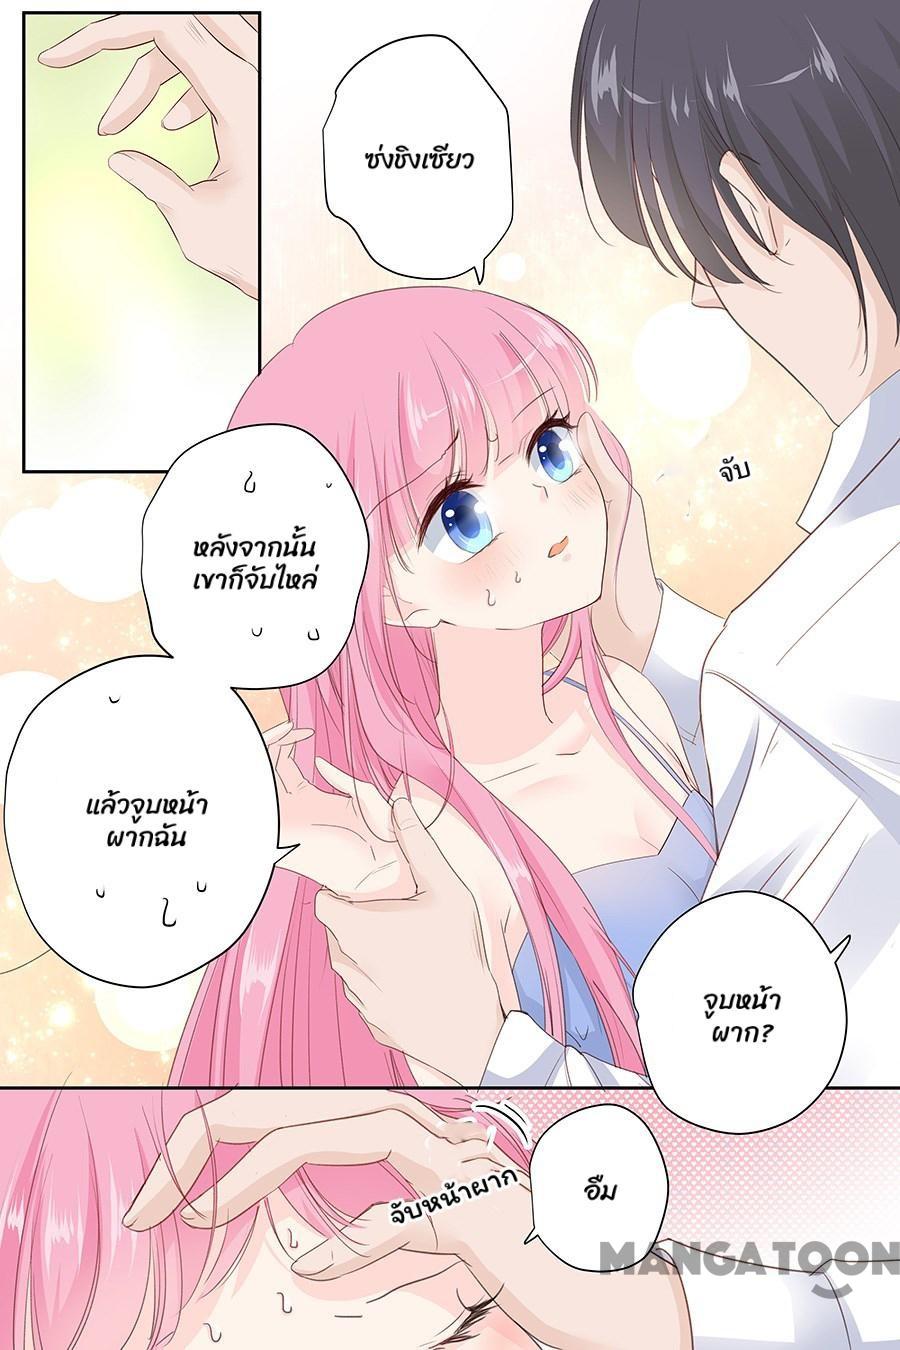 ซ่งชิงเซียว
จับ
หลังจากนั้น
เขาก็จับไหล่
แล้วจูบหน้า
ผากฉัน
จูบหน้า
ผาก?
จับหน้าผาก
อืม
MANGATOON